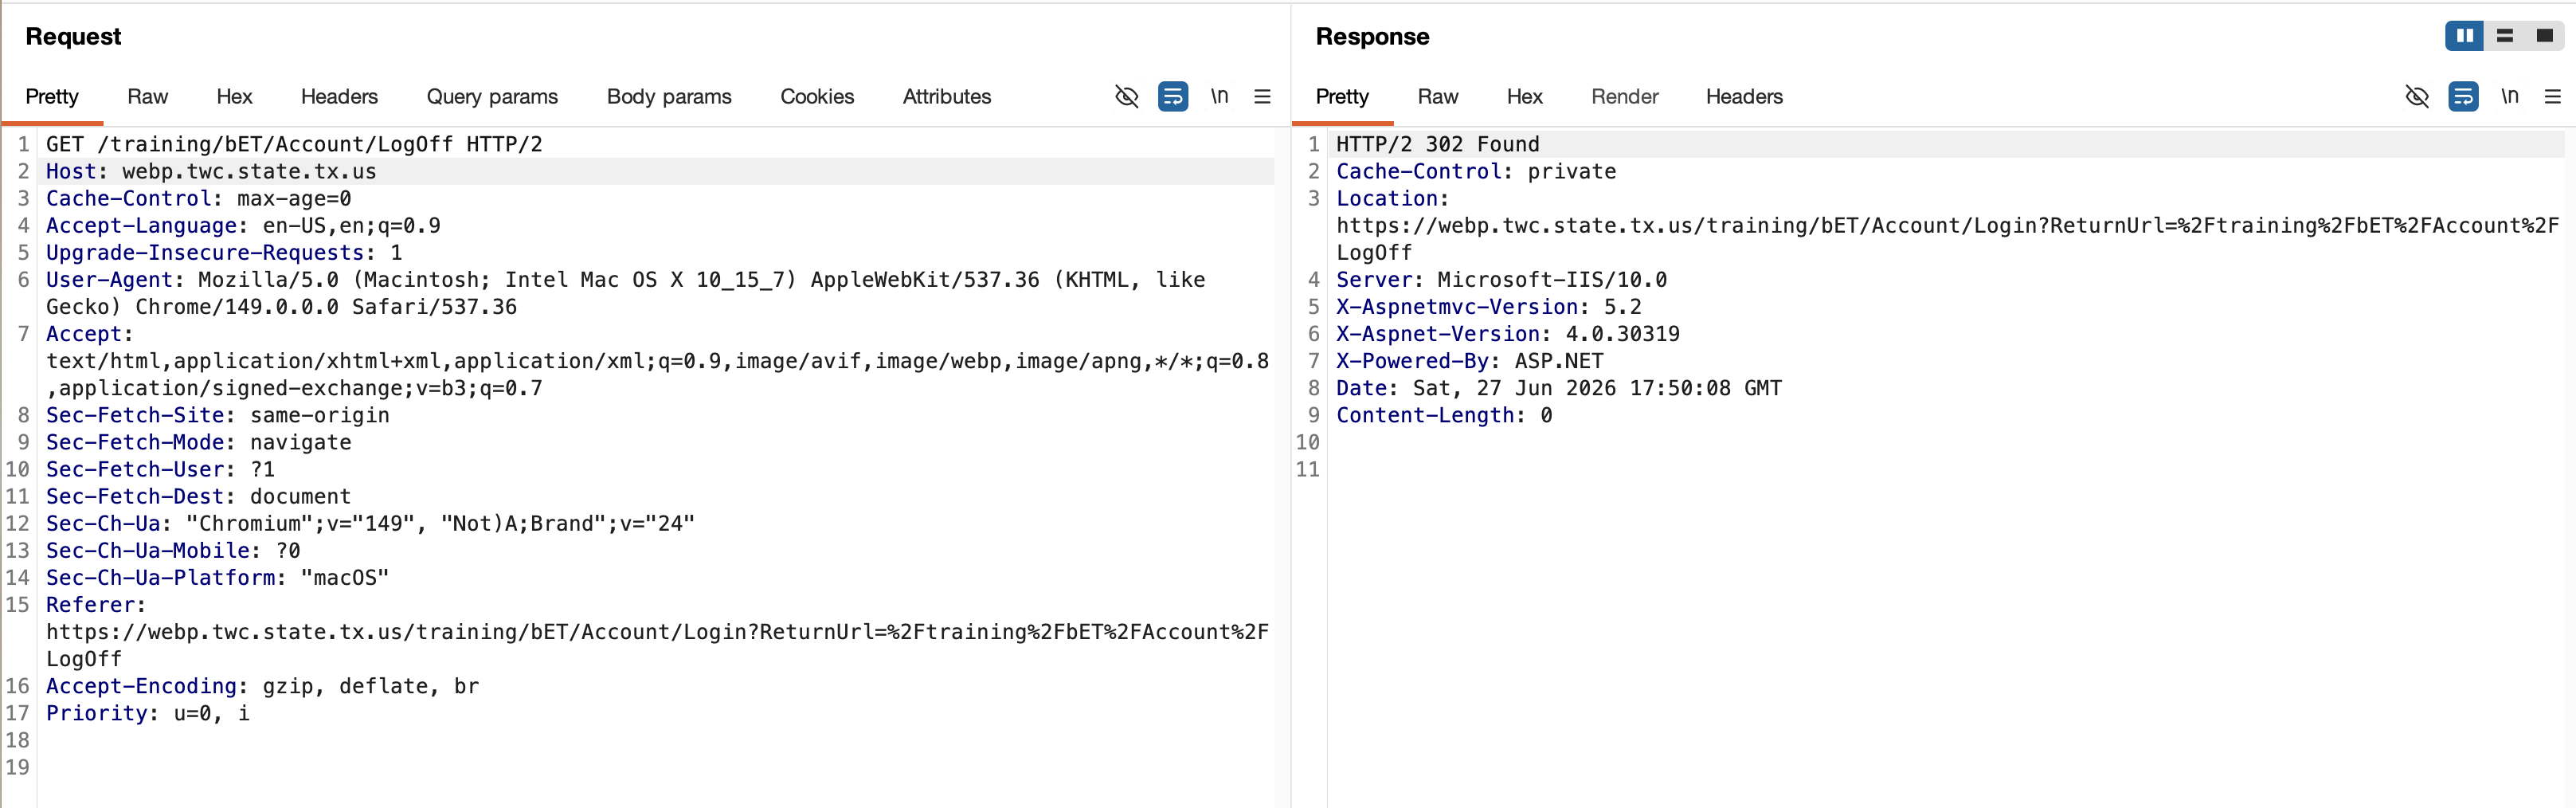 Request
Pretty Raw Hex Headers Query params Body params Cookies Attributes \n
1 GET /training/bET/Account/LogOff HTTP/2
2 Host: webp.twc.state.tx.us
3 Cache-Control: max-age=0
4 Accept-Language: en-US,en;q=0.9
5 Upgrade-Insecure-Requests: 1
6 User-Agent: Mozilla/5.0 (Macintosh; Intel Mac OS X 10_15_7) AppleWebKit/537.36 (KHTML, like
Gecko) Chrome/149.0.0.0 Safari/537.36
7 Accept:
text/html,application/xhtml+xml,application/xml;q=0.9,image/avif,image/webp,image/apng,*/*;q=0.8
,application/signed-exchange;v=b3;q=0.7
8 Sec-Fetch-Site: same-origin
9 Sec-Fetch-Mode: navigate
10 Sec-Fetch-User: ?1
11 Sec-Fetch-Dest: document
12 Sec-Ch-Ua: "Chromium";v="149", "Not)A;Brand";v="24"
13 Sec-Ch-Ua-Mobile: ?0
14 Sec-Ch-Ua-Platform: "macOS"
15 Referer:
https://webp.twc.state.tx.us/training/bET/Account/Login?ReturnUrl=%2Ftraining%2FbET%2FAccount%2F
LogOff
16 Accept-Encoding: gzip, deflate, br
17 Priority: u=0, i
18
19
Response
Pretty Raw Hex Render Headers \n
1 HTTP/2 302 Found
2 Cache-Control: private
3 Location:
https://webp.twc.state.tx.us/training/bET/Account/Login?ReturnUrl=%2Ftraining%2FbET%2FAccount%2F
LogOff
4 Server: Microsoft-IIS/10.0
5 X-Aspnetmvc-Version: 5.2
6 X-Aspnet-Version: 4.0.30319
7 X-Powered-By: ASP.NET
8 Date: Sat, 27 Jun 2026 17:50:08 GMT
9 Content-Length: 0
10
11